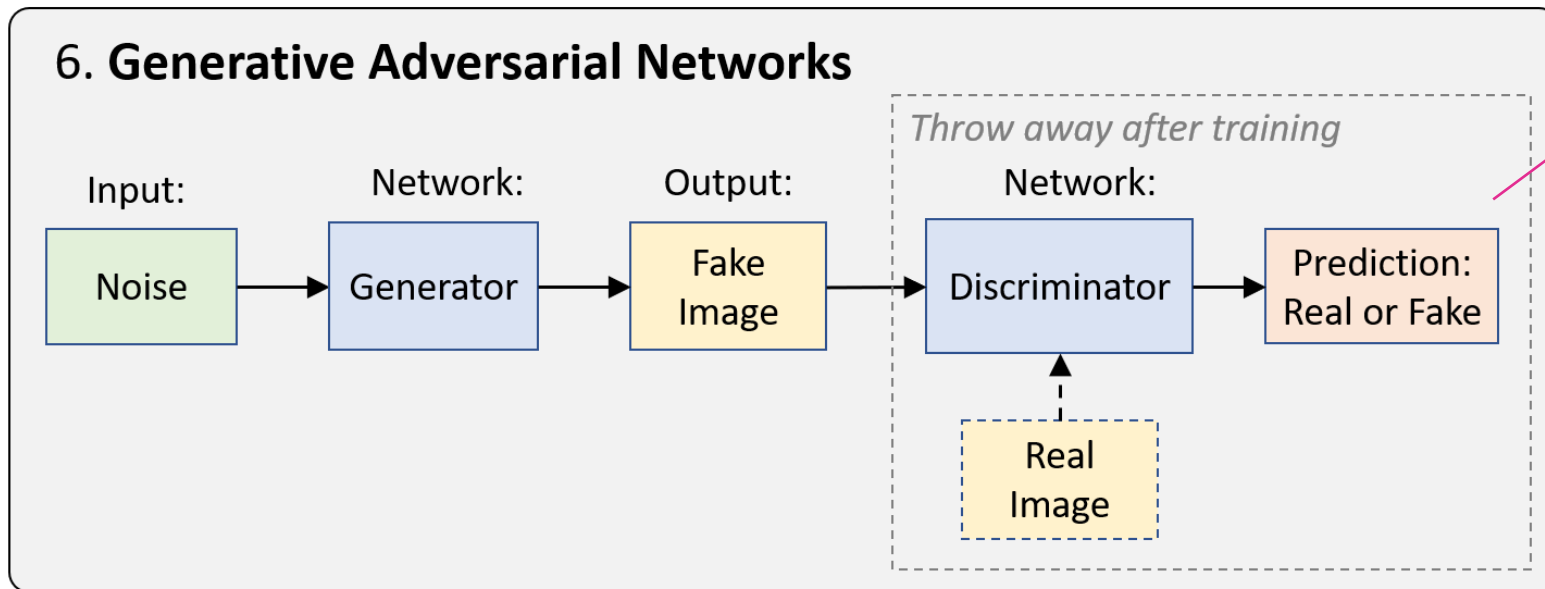 6. Generative Adversarial Networks
Throw away after training
Input:
Network:
Output:
Network:
Noise
Generator
Fake
Image
Discriminator
Prediction:
Real or Fake
Real
Image